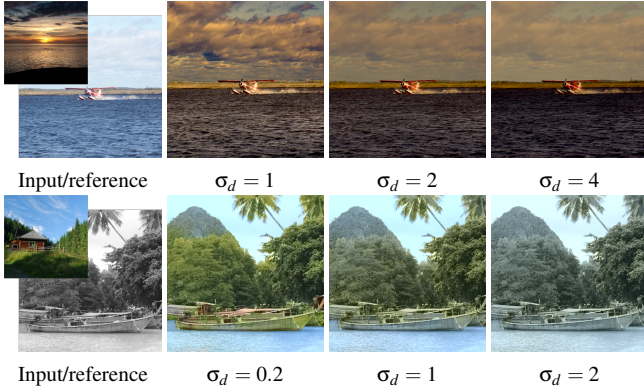 Input/reference σ_d = 1 σ_d = 2 σ_d = 4
Input/reference σ_d = 0.2 σ_d = 1 σ_d = 2